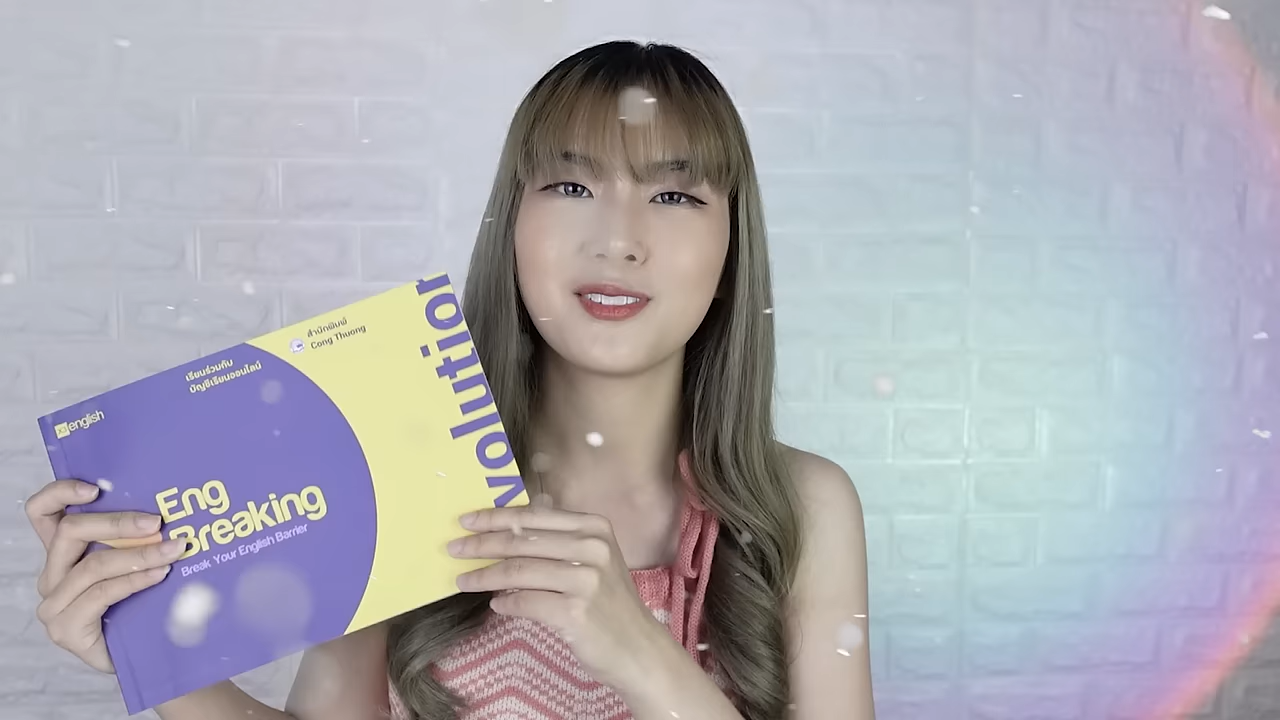 เรียนร่วมกับ
บัญชีเรียนออนไลน์
สำนักพิมพ์
Cong Thuong
english
Eng
Breaking
Break Your English Barrier
volution